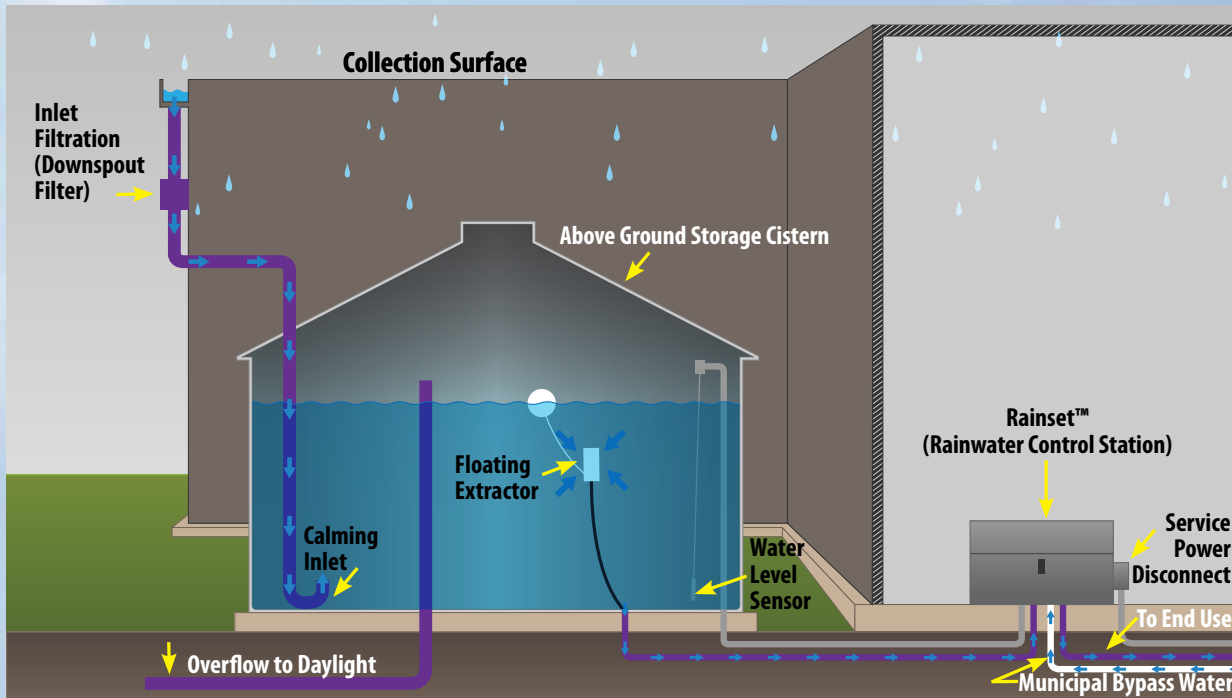 Collection Surface
Inlet
Filtration
(Downspout
Filter)
Above Ground Storage Cistern
Rainset™
(Rainwater Control Station)
Floating
Extractor
Calming
Inlet
Water
Level
Sensor
Service
Power
Disconnect
To End Use
Overflow to Daylight
Municipal Bypass Water